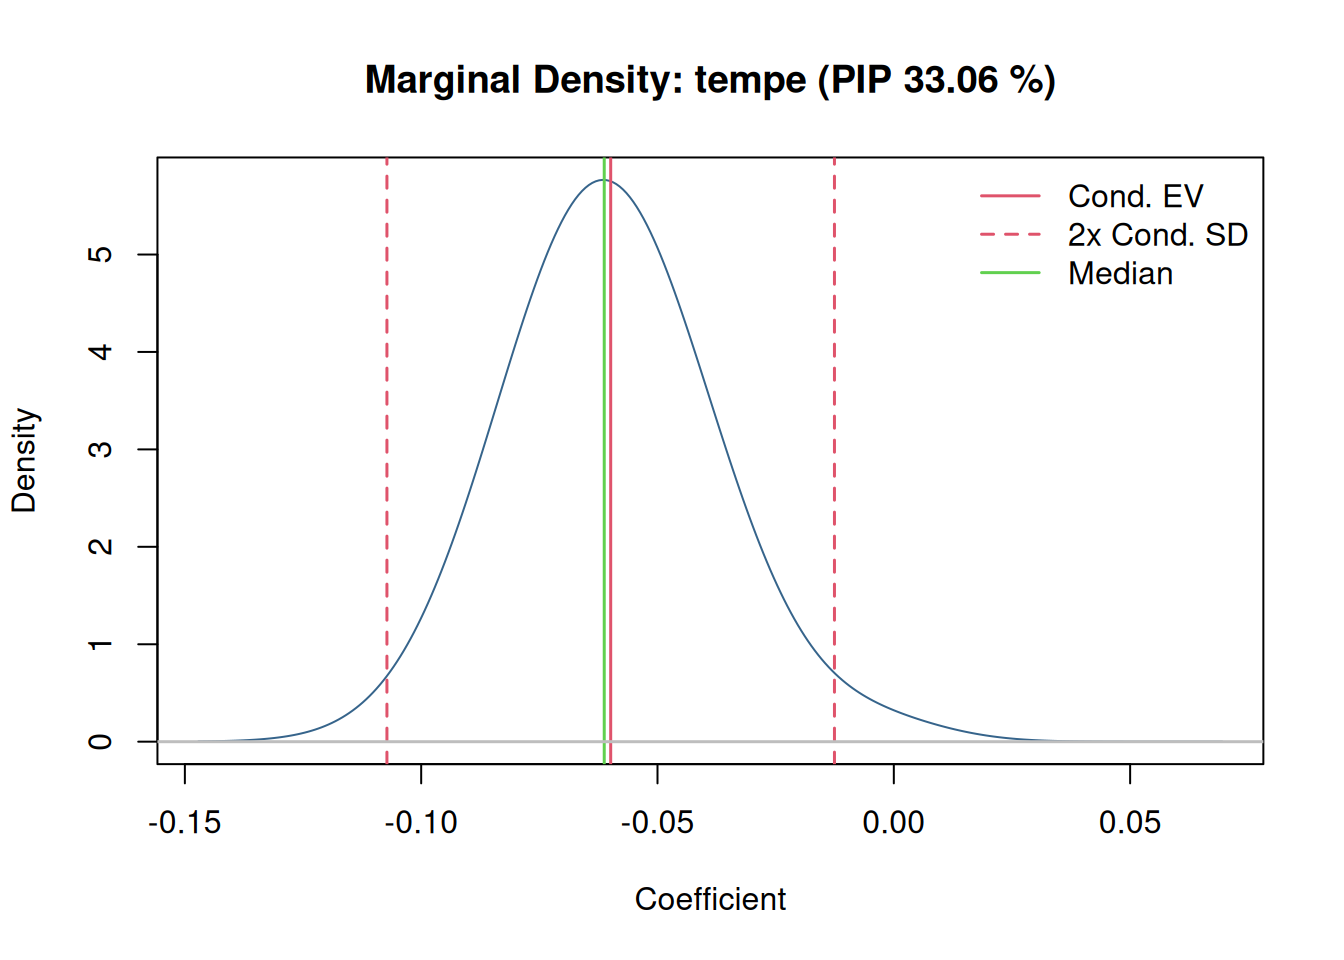 Marginal Density: tempe (PIP 33.06 %)
Cond. EV
2x Cond. SD
Median
Density
5
4
3
2
1
0
-0.15 -0.10 -0.05 0.00 0.05
Coefficient